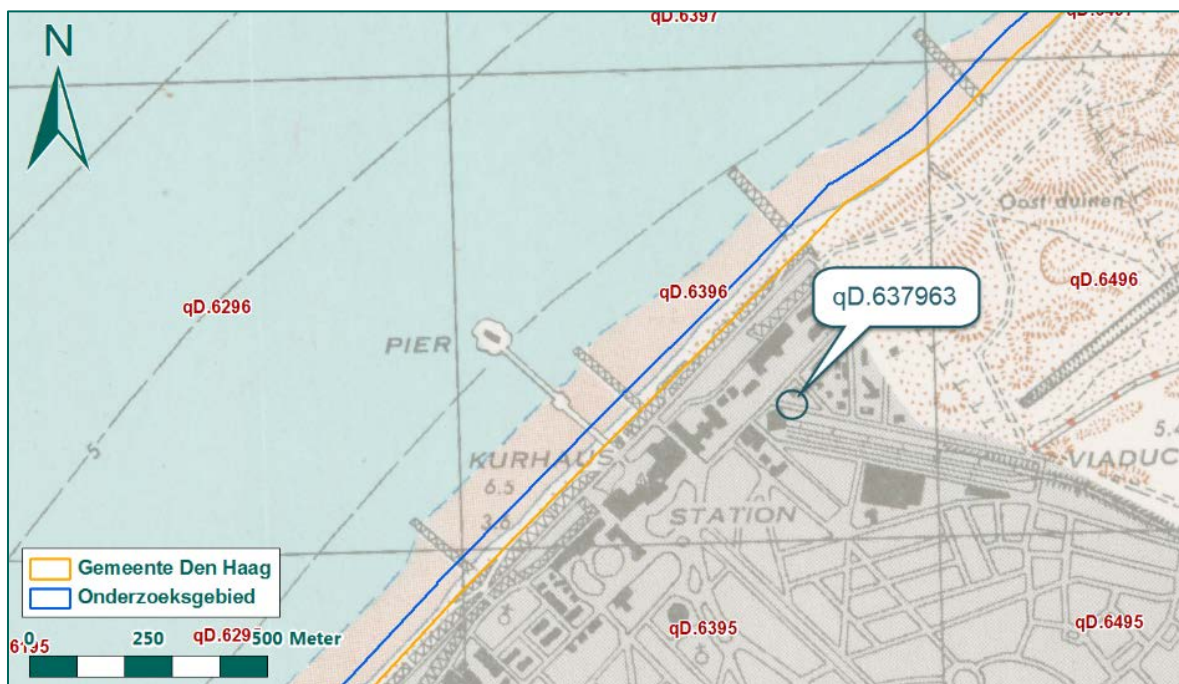 qD.6397
N
Oost duinen
qD.6296
qD.6396
qD.6496
qD.637963
PIER
5
KURHAUS
6.5
3.6
5.4
VIADUC
STATION
Gemeente Den Haag
Onderzoeksgebied
qD.6395
qD.6495
6195
0 250 500 Meter